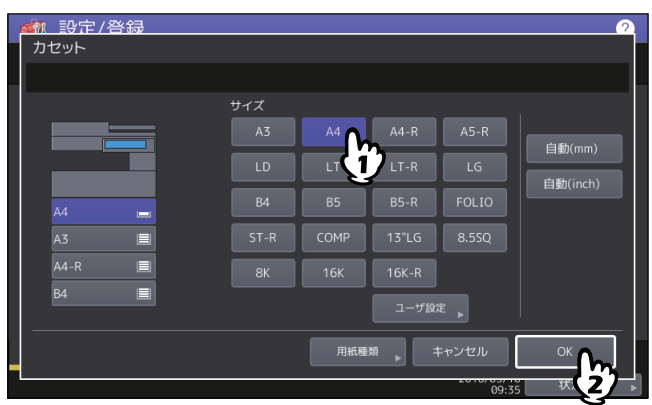 設定/登録
?
カセット
サイズ
A3 A4 A4-R A5-R
自動(mm)
LD LT LT-R LG
自動(inch)
B4 B5 B5-R FOLIO
ST-R COMP 13"LG 8.5SQ
8K 16K 16K-R
ユーザ設定
A4
A3
A4-R
B4
1
用紙種類 キャンセル OK
2
09:35